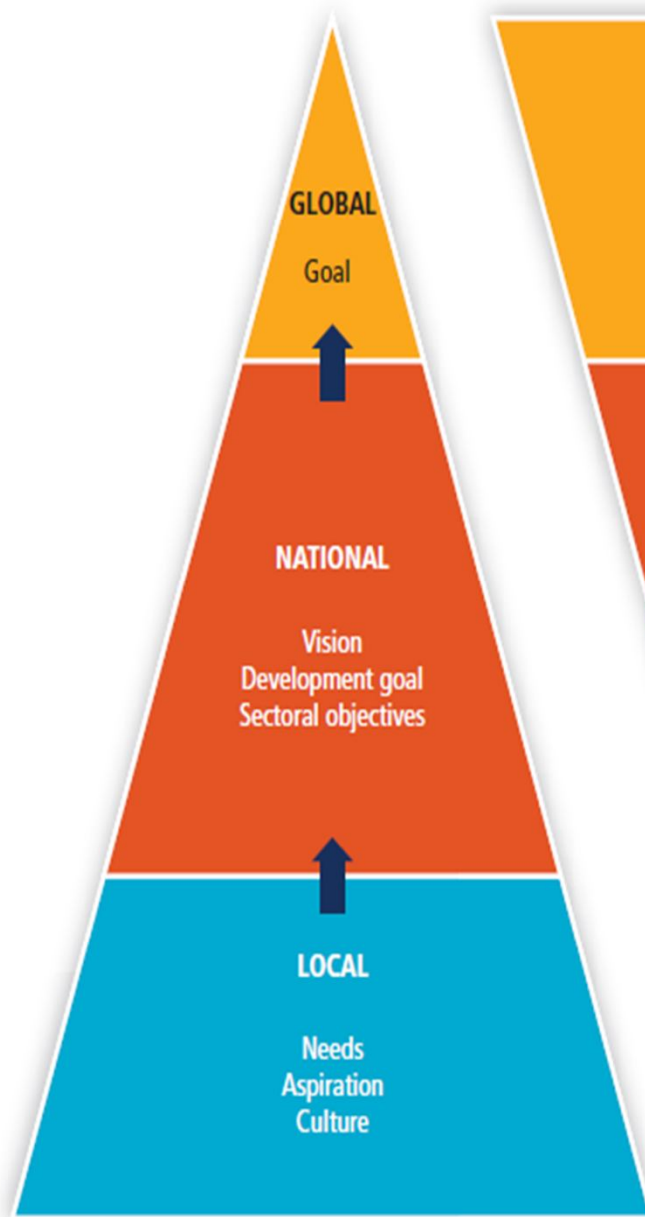 GLOBAL
Goal
NATIONAL
Vision
Development goal
Sectoral objectives
LOCAL
Needs
Aspiration
Culture